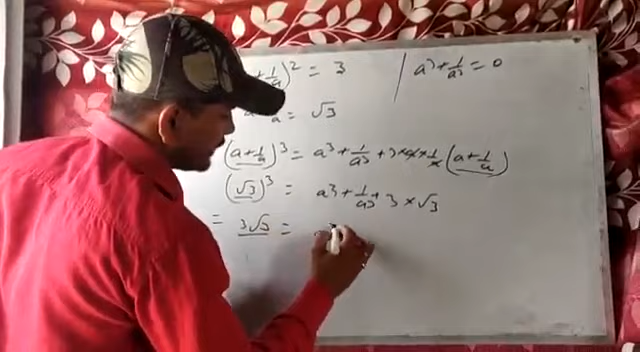 +1/a)² = 3 | a³+1/a³ = 0
a = √3
(a+1/a)³ = a³+1/a³+3×a×1/a(a+1/a)
(√3)³ = a³+1/a³+3×√3
= 3√3 =